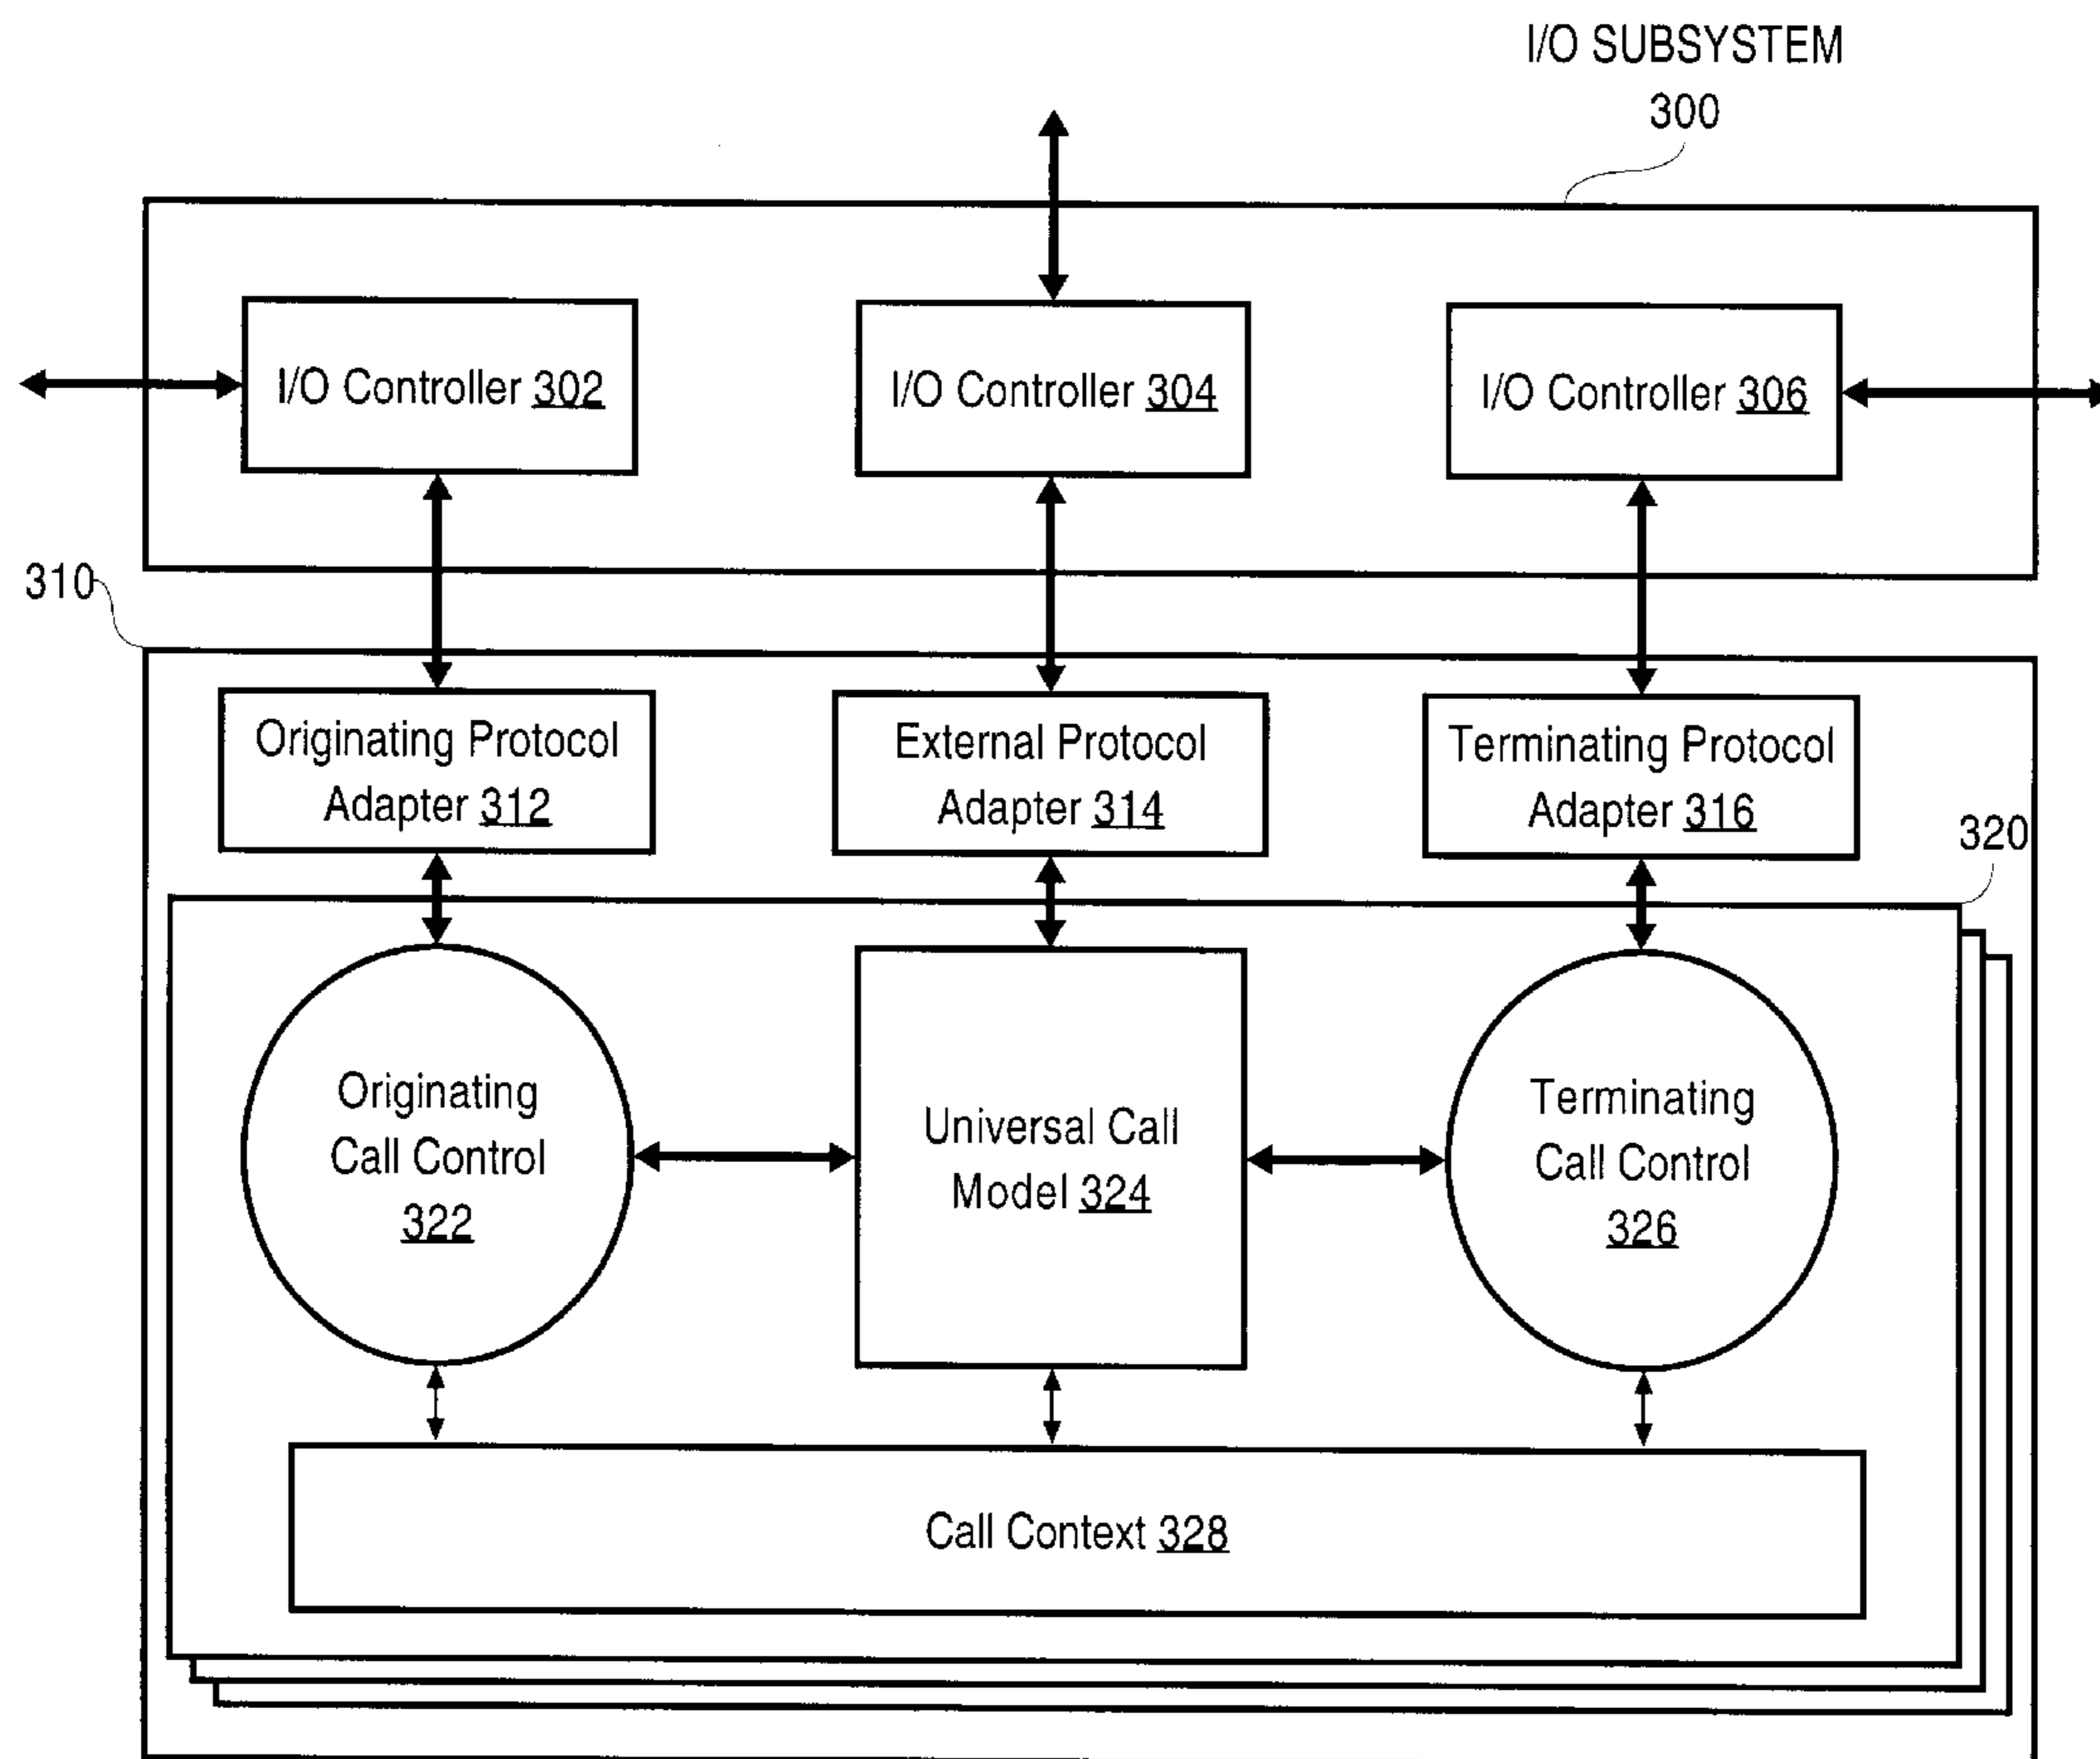 I/O SUBSYSTEM
300
I/O Controller 302
I/O Controller 304
I/O Controller 306
310
Originating Protocol
Adapter 312
External Protocol
Adapter 314
Terminating Protocol
Adapter 316
320
Originating
Call Control
322
Universal Call
Model 324
Terminating
Call Control
326
Call Context 328